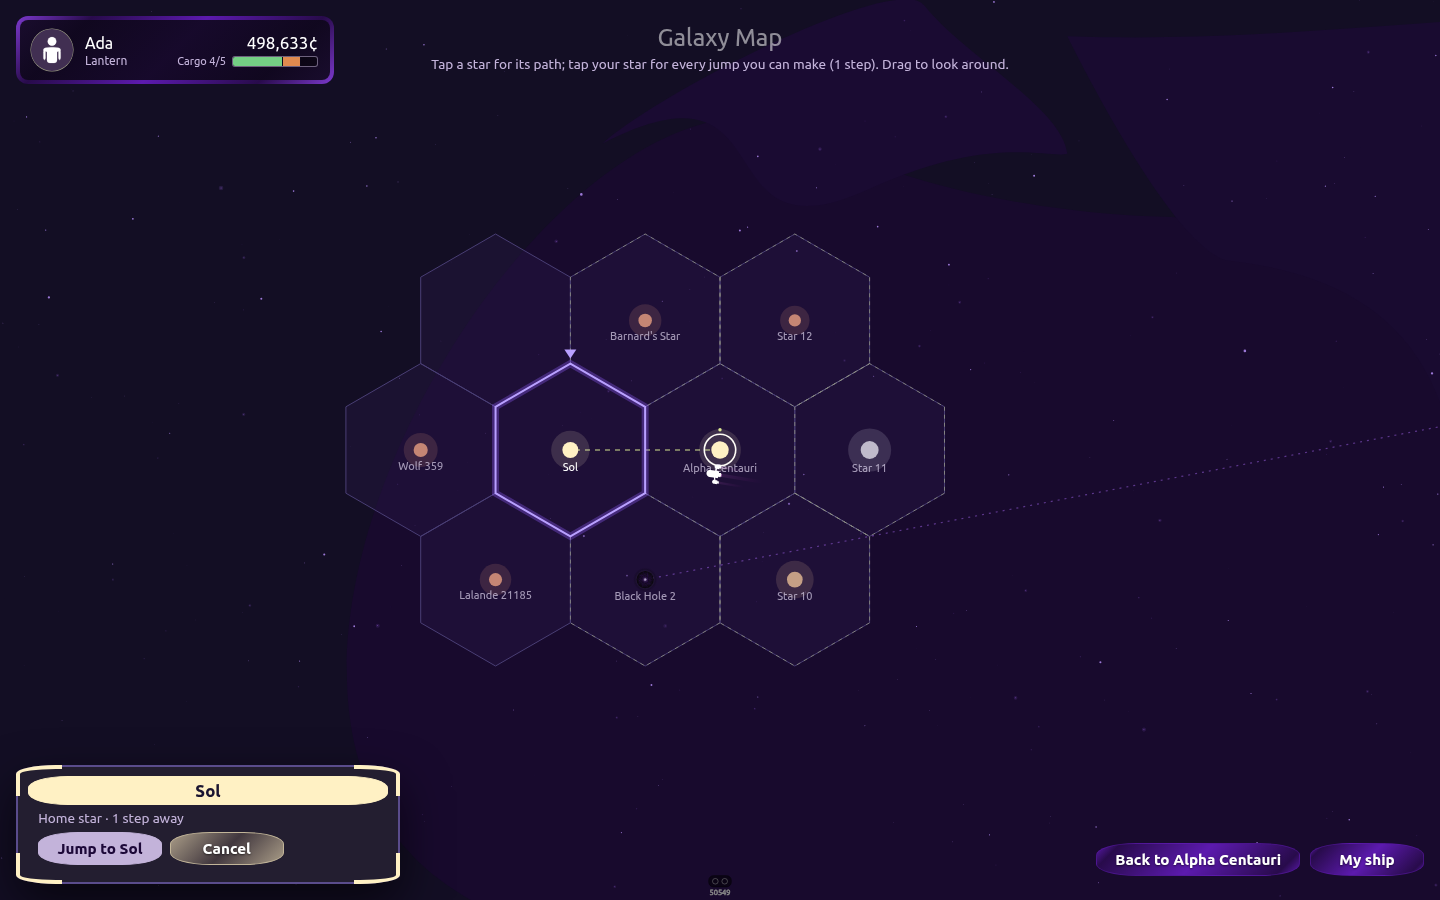 Ada
498,633¢
Lantern
Cargo 4/5
Galaxy Map
Tap a star for its path; tap your star for every jump you can make (1 step). Drag to look around.
Barnard's Star
Star 12
Wolf 359
Sol
Alpha Centauri
Star 11
Lalande 21185
Black Hole 2
Star 10
Sol
Home star · 1 step away
Jump to Sol
Cancel
Back to Alpha Centauri
My ship
50549